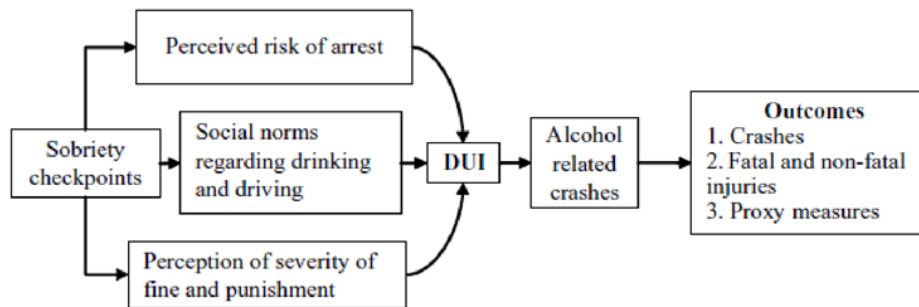 Perceived risk of arrest
Sobriety
checkpoints
Social norms
regarding drinking
and driving
Perception of severity of
fine and punishment
DUI
Alcohol
related
crashes
Outcomes
1. Crashes
2. Fatal and non-fatal
injuries
3. Proxy measures